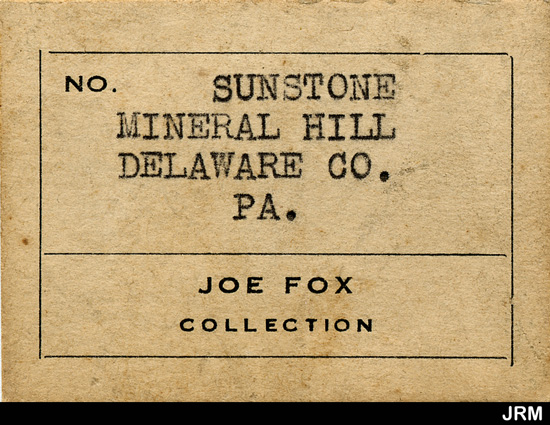 NO. SUNSTONE
MINERAL HILL
DELAWARE CO.
PA.
JOE FOX
COLLECTION
JRM